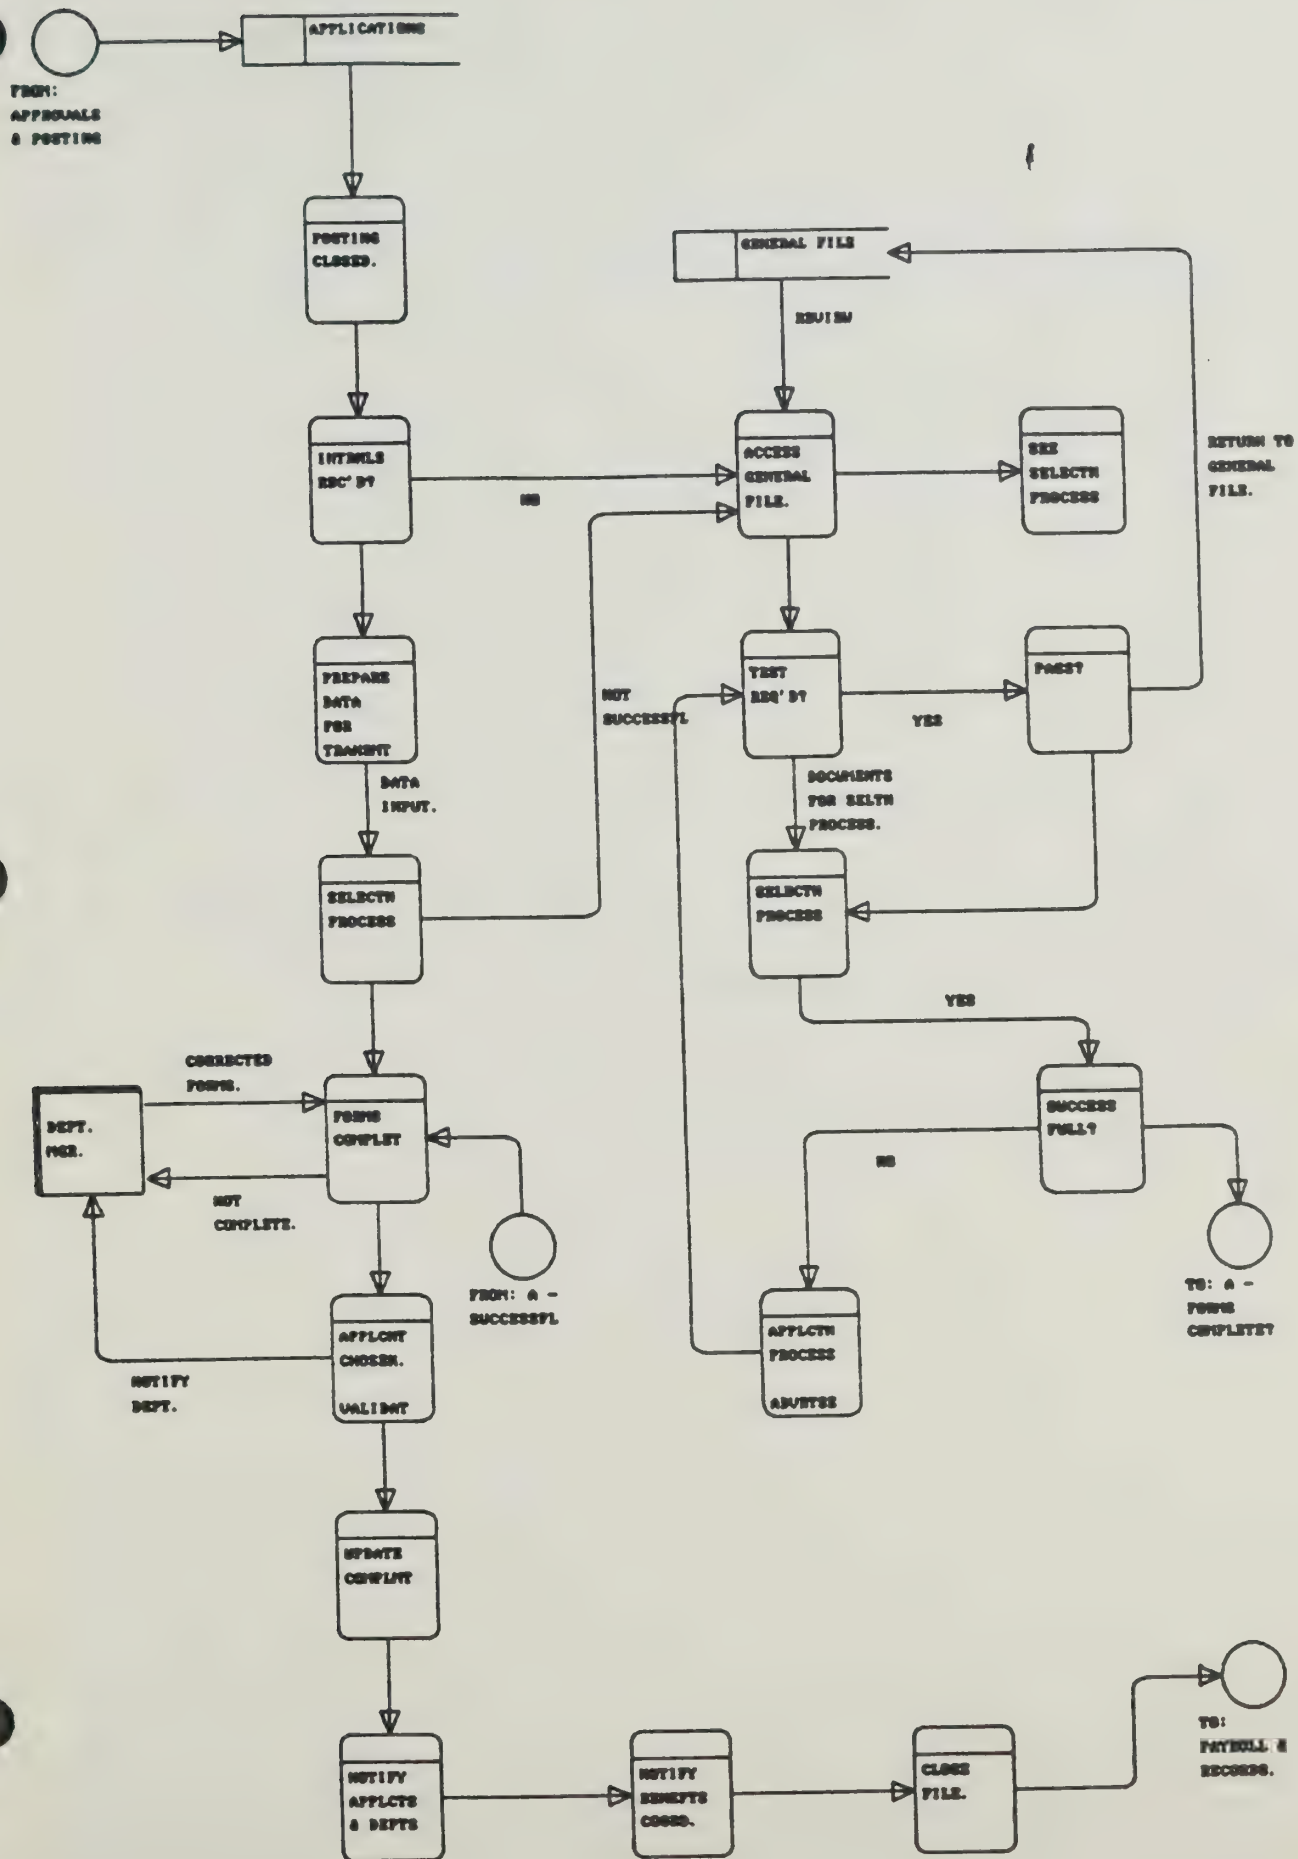 APPLICATIONS
FROM:
APPROVALS
& POSTING
POSTING
CLOSED.
GENERAL FILE
REVIEW
INTRNLS
REC'D?
NO
ACCESS
GENERAL
FILE.
SEE
SELECTN
PROCESS
RETURN TO
GENERAL
FILE.
PREPARE
DATA
FOR
TRANSMT
NOT
SUCCESSFL
TEST
REQ'D?
YES
PASS?
DATA
INPUT.
DOCUMENTS
FOR SELTN
PROCESS.
SELECTN
PROCESS
SELECTN
PROCESS
YES
CORRECTED
FORMS.
DEPT.
MGR.
FORMS
COMPLET
NOT
COMPLETE.
SUCCESS
FULL?
NO
FROM: A -
SUCCESSFL
TO: A -
FORMS
COMPLETE?
APPLCNT
CHOSEN.
VALIDAT
NOTIFY
DEPT.
APPLCTN
PROCESS
ADVRTSE
UPDATE
COMPLNT
NOTIFY
APPLCTS
& DEPTS
NOTIFY
BENEFTS
COORD.
CLOSE
FILE.
TO:
PAYROLL &
RECORDS.